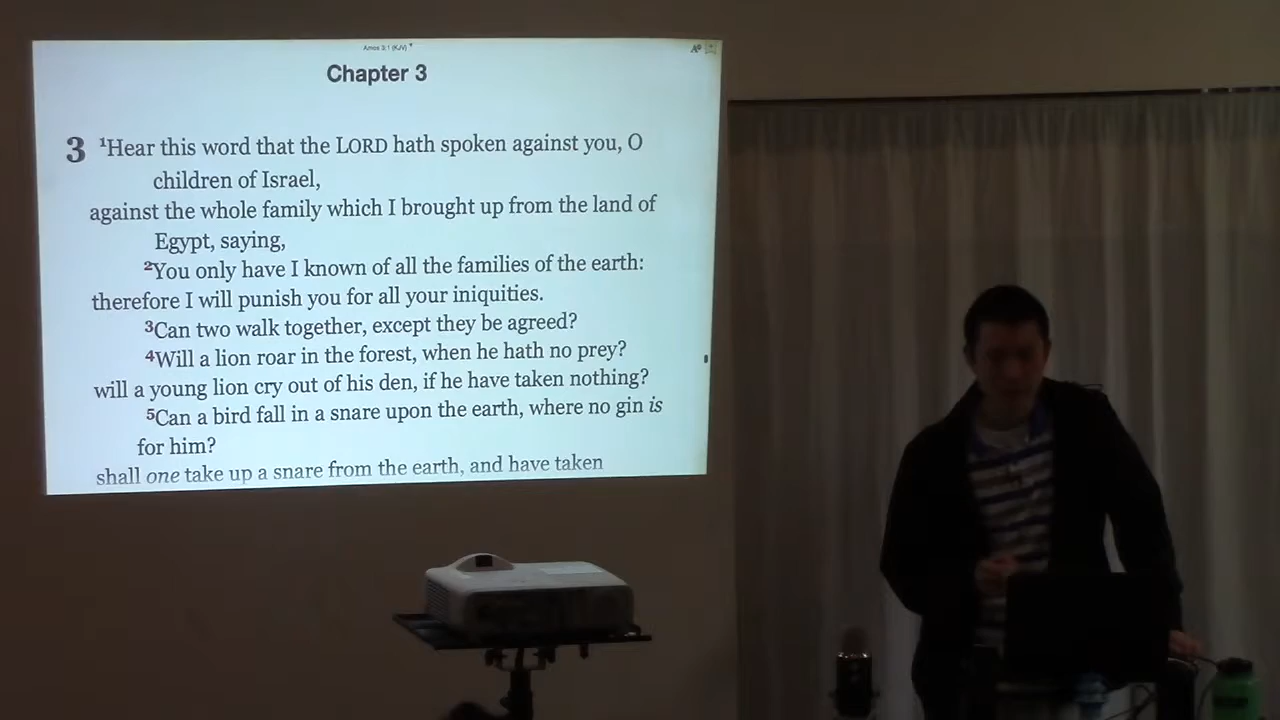 Amos 3:1 (KJV)
Chapter 3
3 ¹Hear this word that the LORD hath spoken against you, O
children of Israel,
against the whole family which I brought up from the land of
Egypt, saying,
²You only have I known of all the families of the earth:
therefore I will punish you for all your iniquities.
³Can two walk together, except they be agreed?
⁴Will a lion roar in the forest, when he hath no prey?
will a young lion cry out of his den, if he have taken nothing?
⁵Can a bird fall in a snare upon the earth, where no gin is
for him?
shall one take up a snare from the earth, and have taken